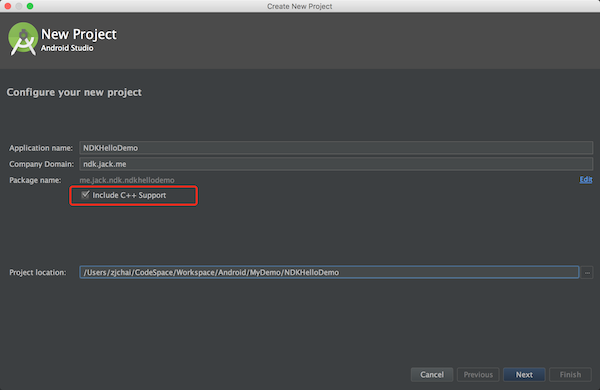 Create New Project
New Project
Android Studio
Configure your new project
Application name: NDKHelloDemo
Company Domain: ndk.jack.me
Package name: me.jack.ndk.ndkhellodemo Edit
Include C++ Support
Project location: /Users/zjchai/CodeSpace/Workspace/Android/MyDemo/NDKHelloDemo ...
Cancel Previous Next Finish